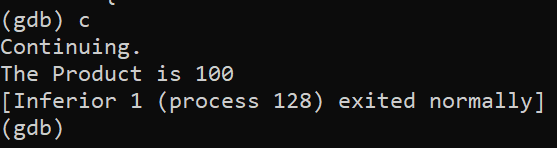 (gdb) c
Continuing.
The Product is 100
[Inferior 1 (process 128) exited normally]
(gdb)